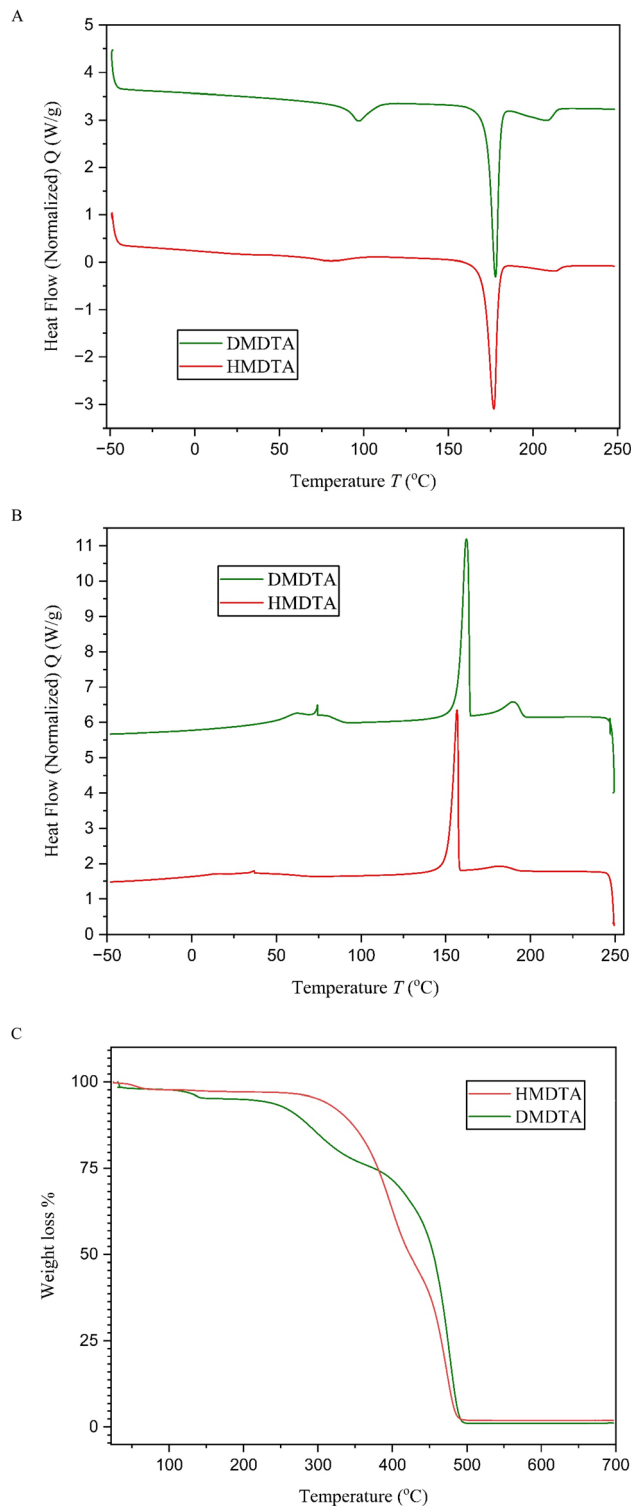 A
5
4
3
2
1
0
−1
−2
−3
Heat Flow (Normalized) Q (W/g)
DMDTA
HMDTA
−50 0 50 100 150 200 250
Temperature T (°C)
B
11
10
9
8
7
6
5
4
3
2
1
0
Heat Flow (Normalized) Q (W/g)
DMDTA
HMDTA
−50 0 50 100 150 200 250
Temperature T (°C)
C
100
75
50
25
0
Weight loss %
HMDTA
DMDTA
100 200 300 400 500 600 700
Temperature (°C)